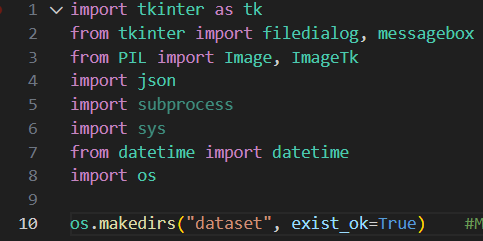 1 import tkinter as tk
2 from tkinter import filedialog, messagebox
3 from PIL import Image, ImageTk
4 import json
5 import subprocess
6 import sys
7 from datetime import datetime
8 import os
9
10 os.makedirs("dataset", exist_ok=True) #M